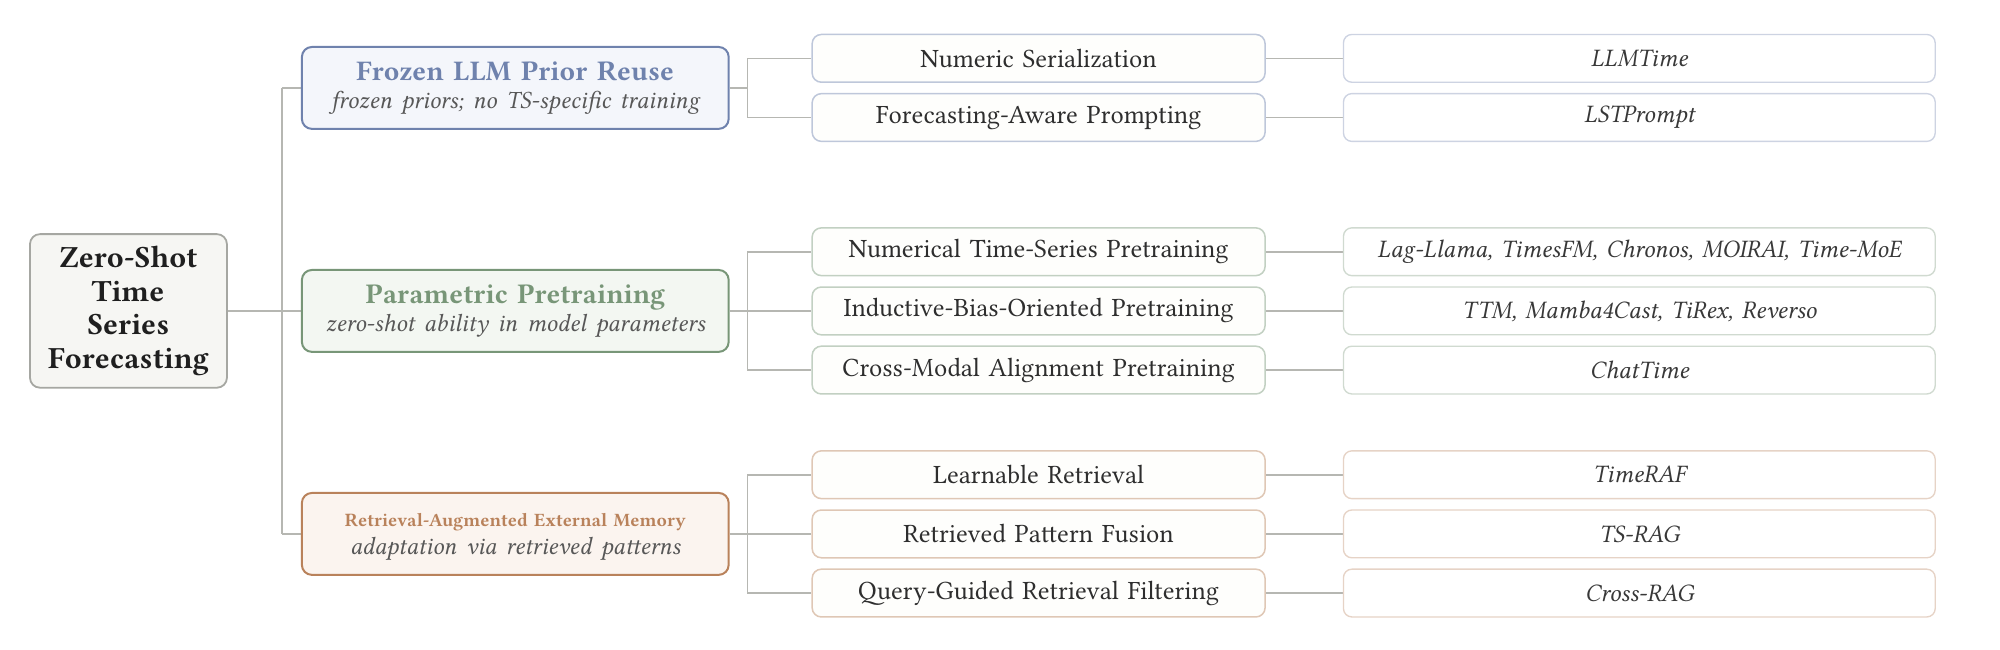 Zero-Shot
Time
Series
Forecasting
Frozen LLM Prior Reuse
frozen priors; no TS-specific training
Numeric Serialization
LLMTime
Forecasting-Aware Prompting
LSTPrompt
Parametric Pretraining
zero-shot ability in model parameters
Numerical Time-Series Pretraining
Lag-Llama, TimesFM, Chronos, MOIRAI, Time-MoE
Inductive-Bias-Oriented Pretraining
TTM, Mamba4Cast, TiRex, Reverso
Cross-Modal Alignment Pretraining
ChatTime
Retrieval-Augmented External Memory
adaptation via retrieved patterns
Learnable Retrieval
TimeRAF
Retrieved Pattern Fusion
TS-RAG
Query-Guided Retrieval Filtering
Cross-RAG